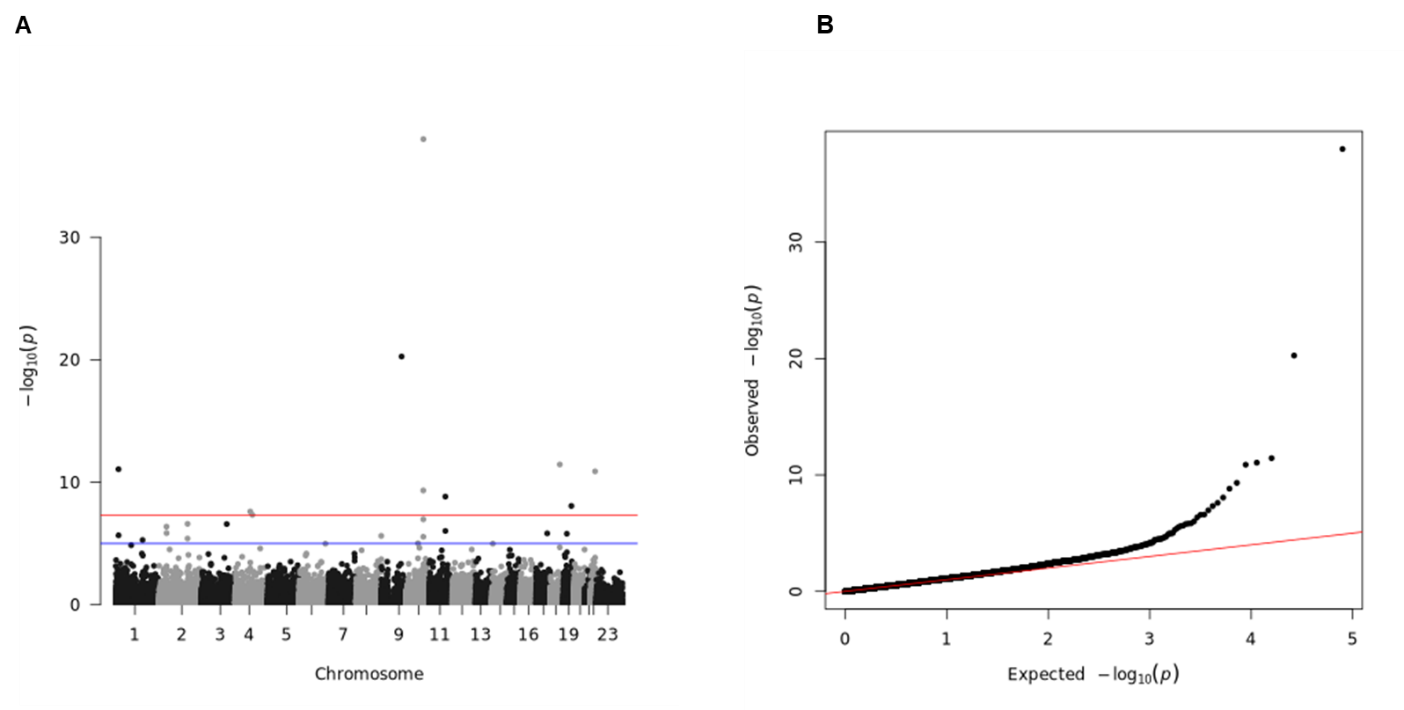 A
B
30
20
10
0
−log₁₀(p)
1 2 3 4 5 7 9 11 13 16 19 23
Chromosome
30
20
10
0
Observed −log₁₀(p)
0 1 2 3 4 5
Expected −log₁₀(p)